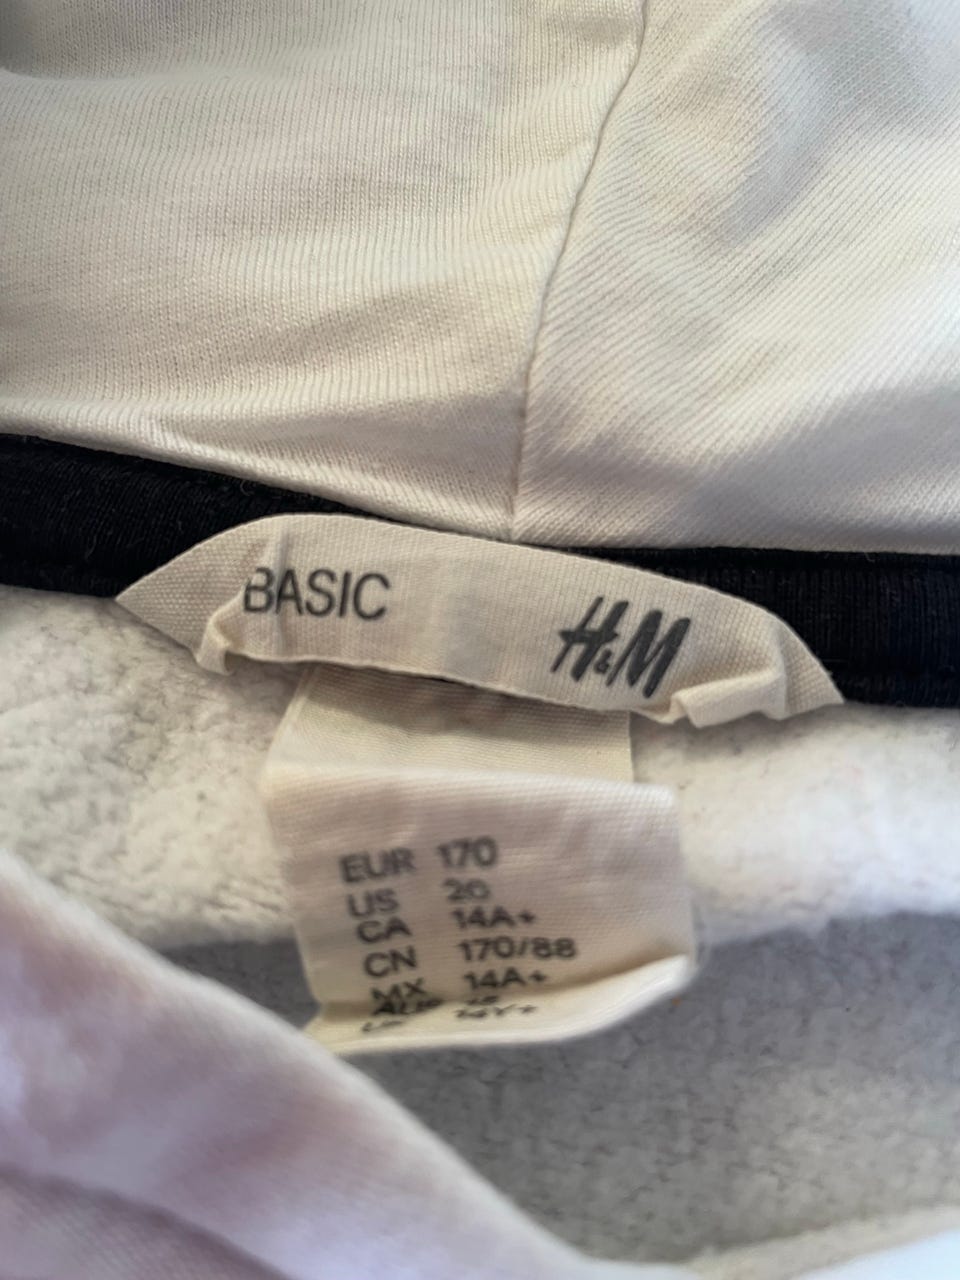 BASIC
H&M
EUR 170
US 20
CA 14A+
CN 170/88
MX 14A+